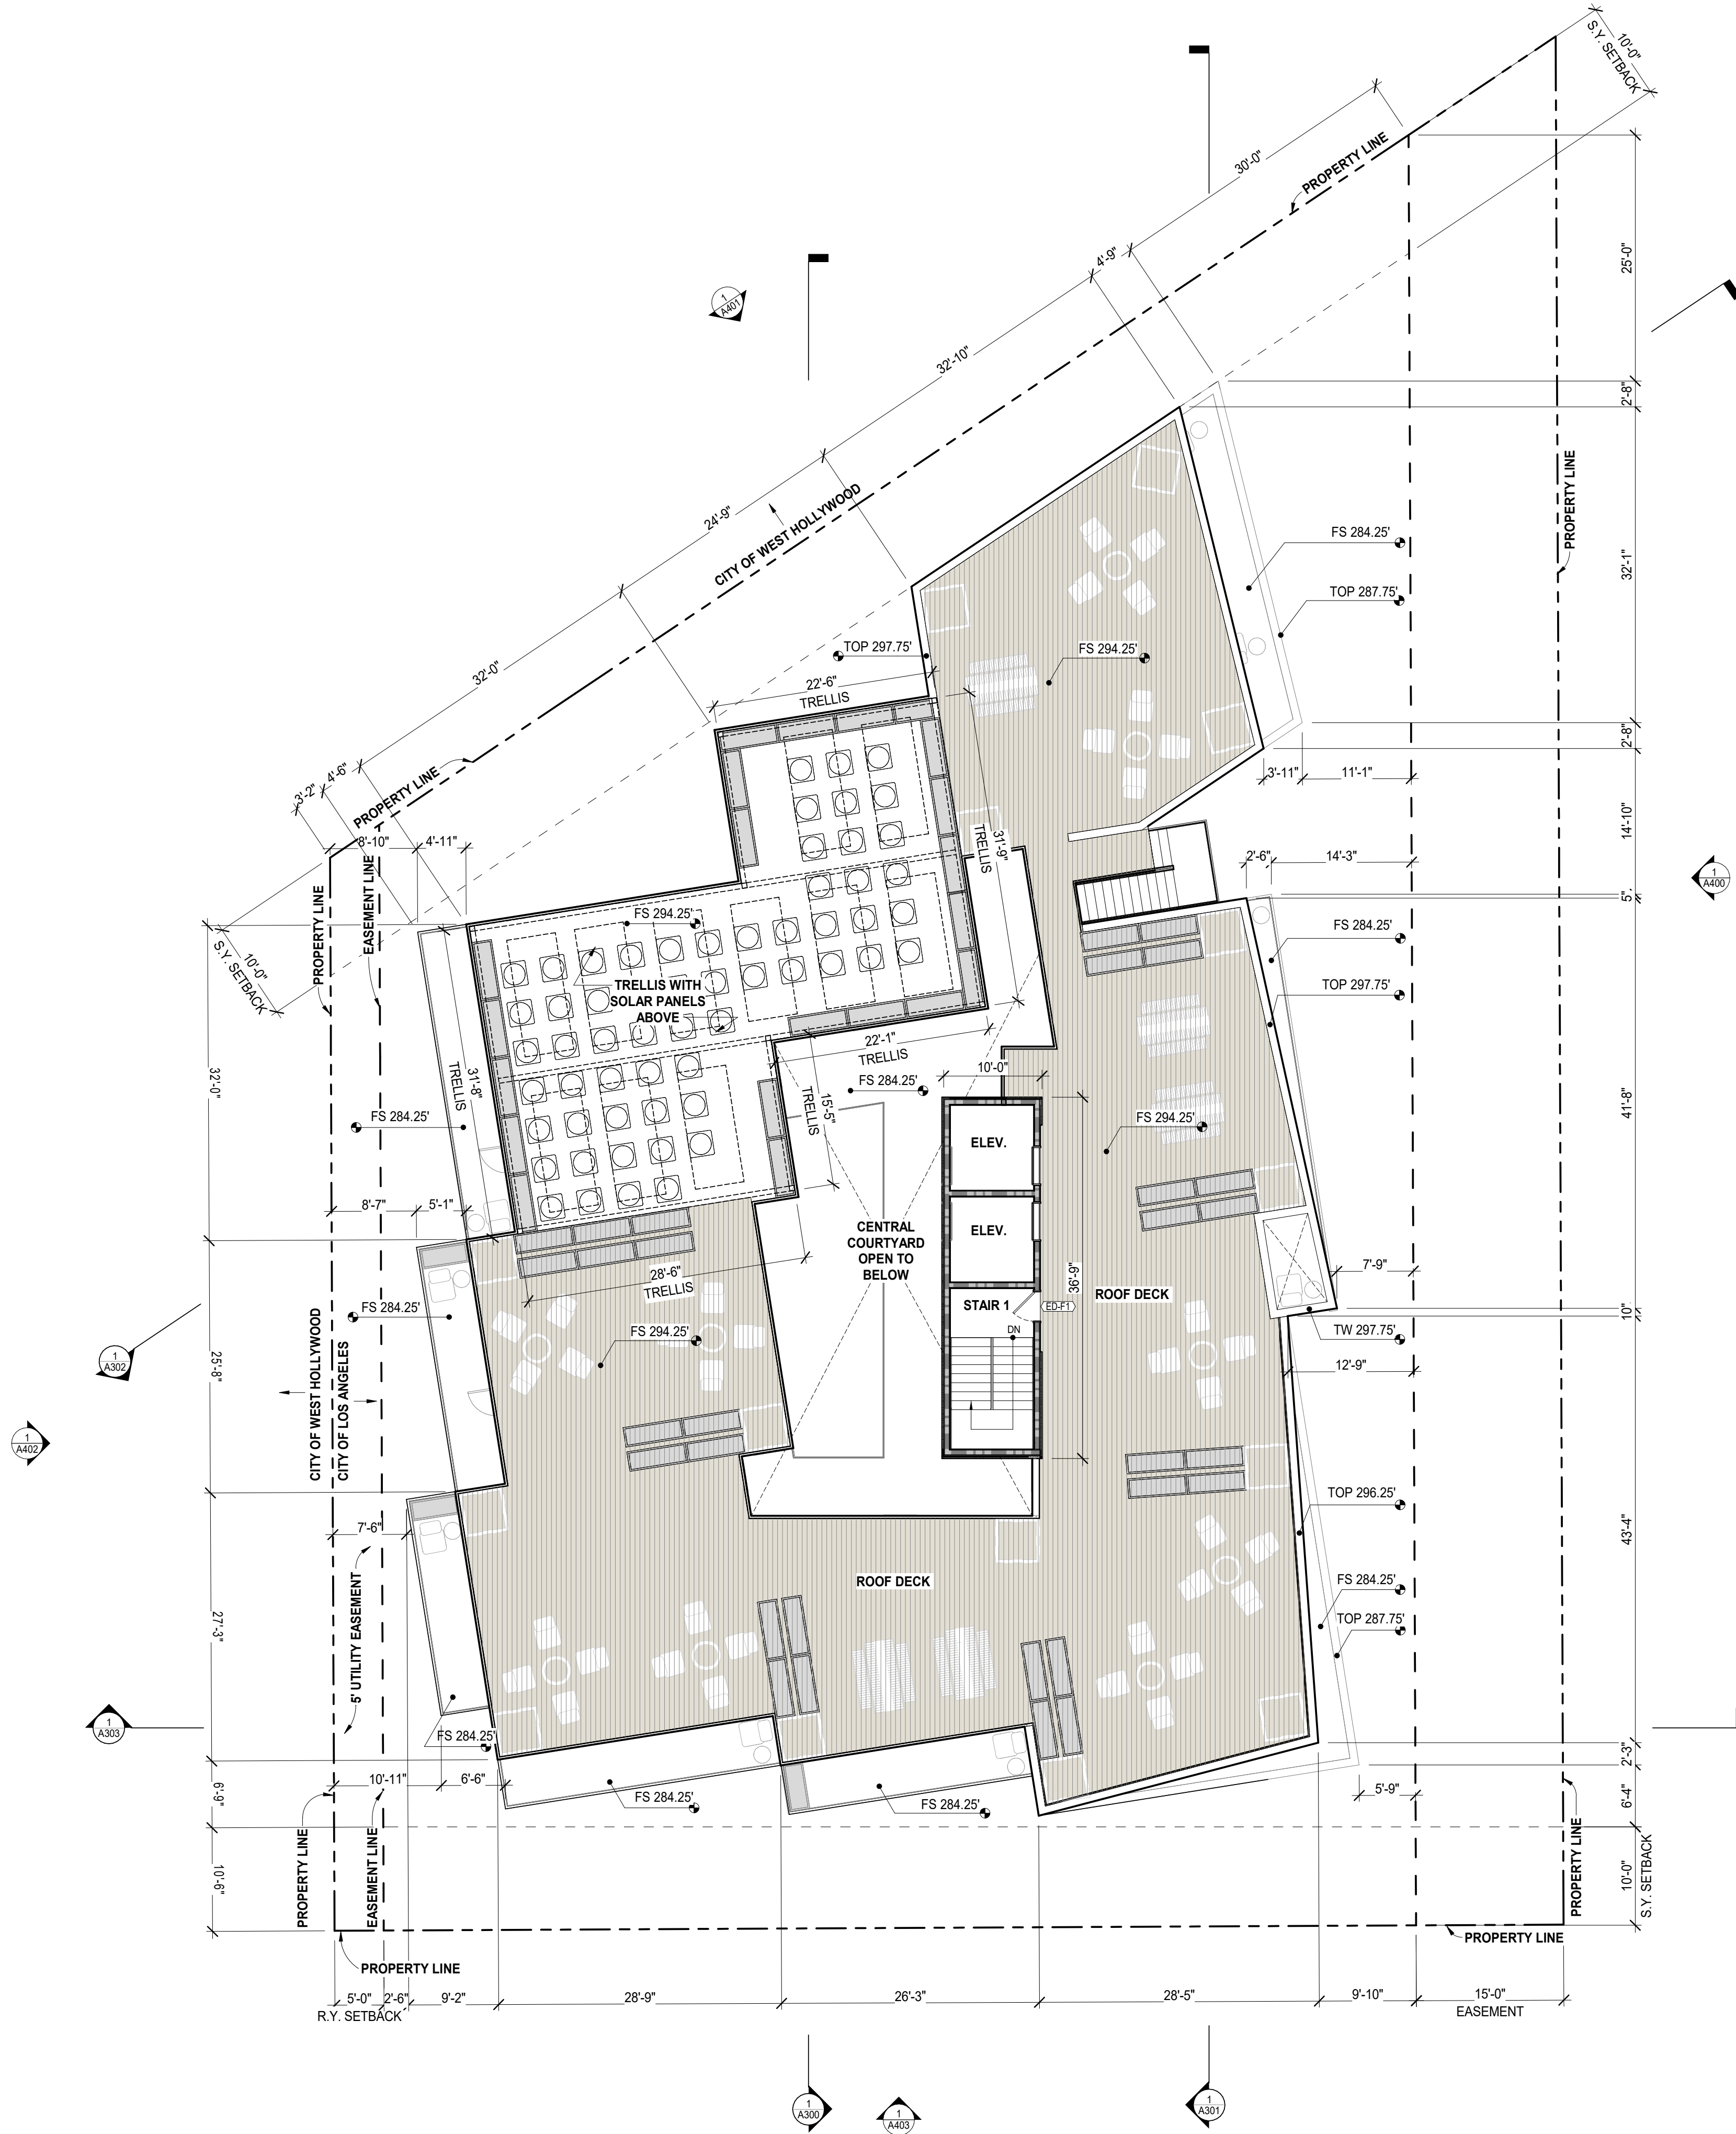 10'-0"
S.Y. SETBACK
30'-0"
PROPERTY LINE
4'-9"
25'-0"
1
A401
32'-10"
2'-8"
24'-9"
CITY OF WEST HOLLYWOOD
PROPERTY LINE
FS 284.25'
32'-1"
TOP 287.75'
TOP 297.75'
FS 294.25'
32'-0"
22'-6"
TRELLIS
2'-8"
4'-6"
3'-2"
PROPERTY LINE
3'-11"
11'-1"
14'-10"
8'-10"
4'-11"
31'-9"
TRELLIS
2'-6"
14'-3"
1
A400
5"
PROPERTY LINE
EASEMENT LINE
FS 294.25'
FS 284.25'
10'-0"
S.Y. SETBACK
TRELLIS WITH
SOLAR PANELS
ABOVE
TOP 297.75'
22'-1"
TRELLIS
10'-0"
32'-0"
31'-8"
TRELLIS
FS 284.25'
15'-5"
TRELLIS
41'-8"
FS 284.25'
FS 294.25'
ELEV.
8'-7"
5'-1"
CENTRAL
COURTYARD
OPEN TO
BELOW
ELEV.
28'-6"
TRELLIS
36'-9"
7'-9"
ROOF DECK
STAIR 1
ED-F1
FS 284.25'
10"
DN
FS 294.25'
TW 297.75'
1
A302
25'-8"
12'-9"
CITY OF WEST HOLLYWOOD
CITY OF LOS ANGELES
1
A402
TOP 296.25'
7'-6"
43'-4"
ROOF DECK
FS 284.25'
27'-3"
5' UTILITY EASEMENT
TOP 287.75'
1
A303
FS 284.25'
2'-3"
10'-11"
6'-6"
6'-9"
FS 284.25'
FS 284.25'
5'-9"
6'-4"
PROPERTY LINE
EASEMENT LINE
10'-6"
PROPERTY LINE
10'-0"
S.Y. SETBACK
PROPERTY LINE
PROPERTY LINE
5'-0"
2'-6"
9'-2"
28'-9"
26'-3"
28'-5"
9'-10"
15'-0"
R.Y. SETBACK
EASEMENT
1
A300
1
A403
1
A301